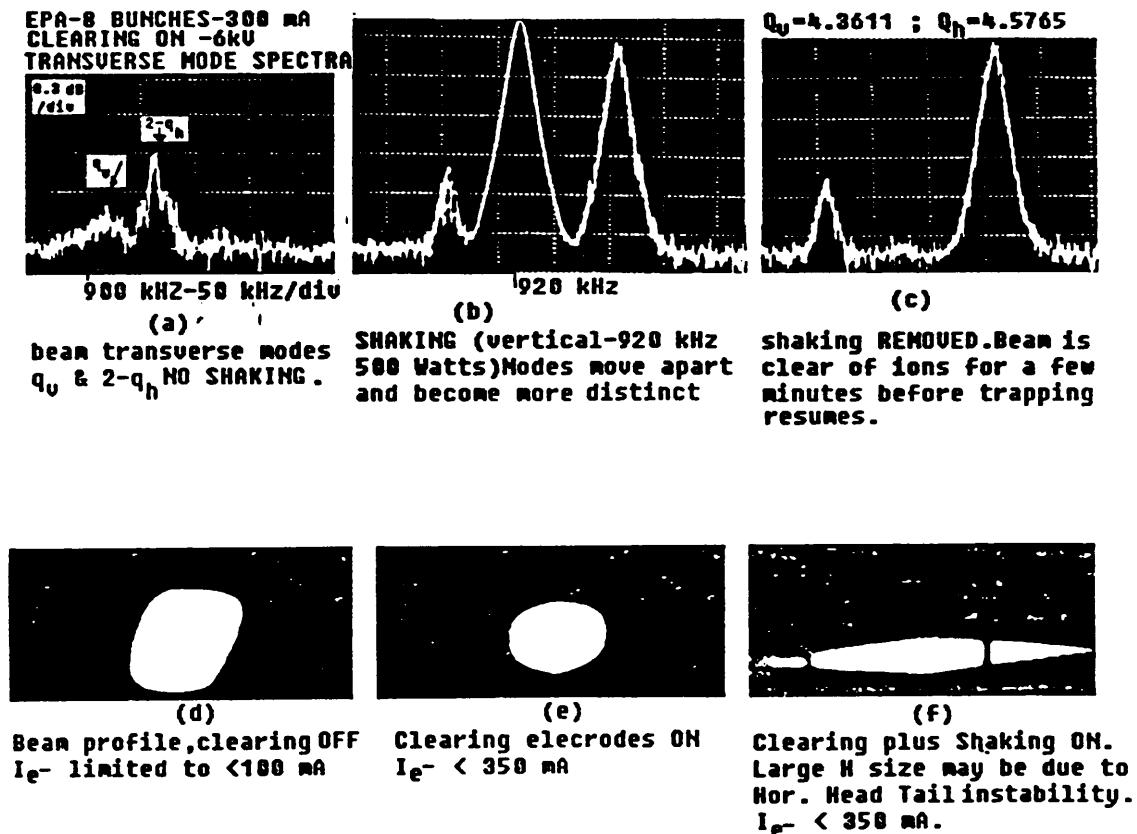 EPA-8 BUNCHES-300 mA
CLEARING ON -6kV
TRANSVERSE MODE SPECTRA
0.3 dB
/div
2-qh
qv
900 kHZ-50 kHz/div
(a)
beam transverse modes
qv & 2-qh NO SHAKING.
920 kHz
(b)
SHAKING (vertical-920 kHz
500 Watts)Modes move apart
and become more distinct
Qv=4.3611 ; Qh=4.5765
(c)
shaking REMOVED.Beam is
clear of ions for a few
minutes before trapping
resumes.
(d)
Beam profile,clearing OFF
Ie- limited to <100 mA
(e)
Clearing elecrodes ON
Ie- < 350 mA
(f)
Clearing plus Shaking ON.
Large H size may be due to
Hor. Head Tail instability.
Ie- < 350 mA.